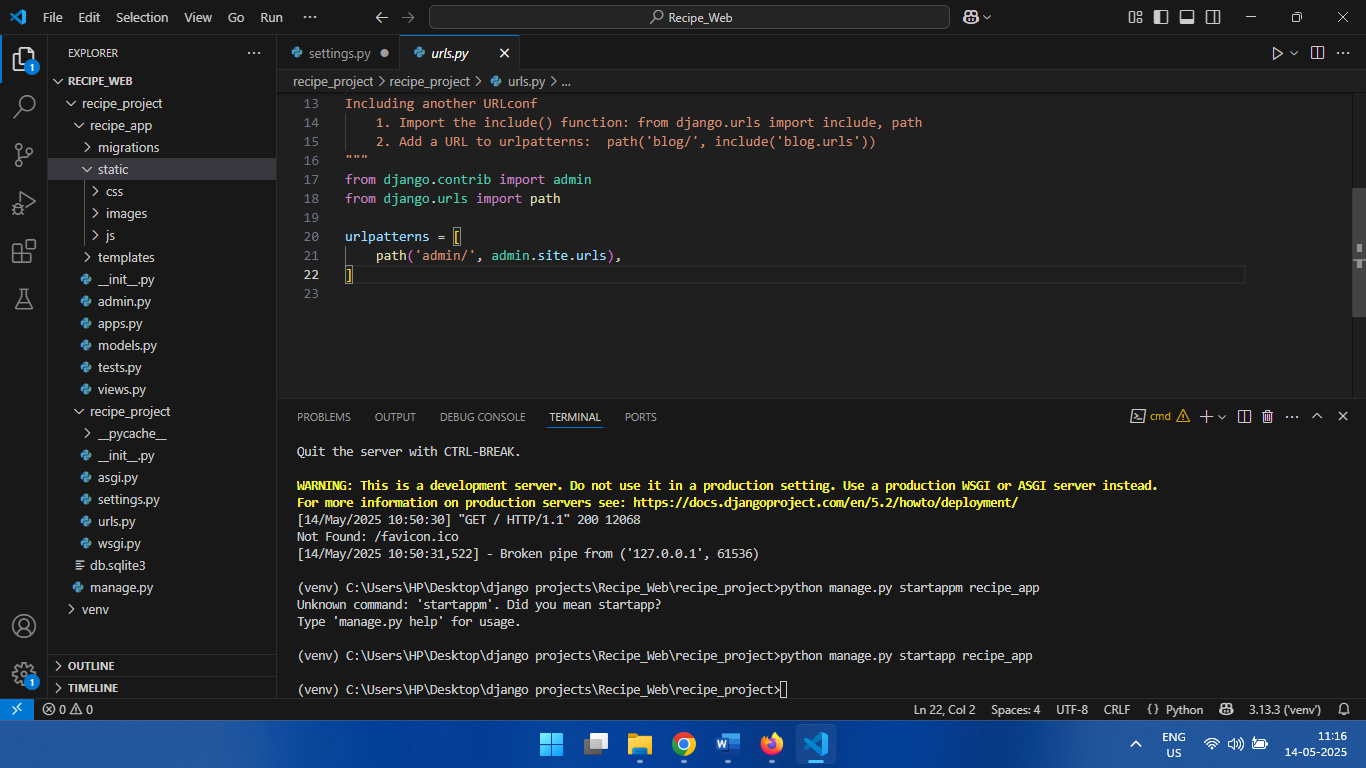 File Edit Selection View Go Run ···
Recipe_Web
EXPLORER
1
RECIPE_WEB
recipe_project
recipe_app
migrations
static
css
images
js
templates
__init__.py
admin.py
apps.py
models.py
tests.py
views.py
recipe_project
__pycache__
__init__.py
asgi.py
settings.py
urls.py
wsgi.py
db.sqlite3
manage.py
venv
OUTLINE
TIMELINE
1
settings.py
urls.py
recipe_project > recipe_project > urls.py > ...
13 Including another URLconf
14     1. Import the include() function: from django.urls import include, path
15     2. Add a URL to urlpatterns:  path('blog/', include('blog.urls'))
16 """
17 from django.contrib import admin
18 from django.urls import path
19
20 urlpatterns = [
21     path('admin/', admin.site.urls),
22 ]
23
PROBLEMS OUTPUT DEBUG CONSOLE TERMINAL PORTS
cmd
Quit the server with CTRL-BREAK.
WARNING: This is a development server. Do not use it in a production setting. Use a production WSGI or ASGI server instead.
For more information on production servers see: https://docs.djangoproject.com/en/5.2/howto/deployment/
[14/May/2025 10:50:30] "GET / HTTP/1.1" 200 12068
Not Found: /favicon.ico
[14/May/2025 10:50:31,522] - Broken pipe from ('127.0.0.1', 61536)
(venv) C:\Users\HP\Desktop\django projects\Recipe_Web\recipe_project>python manage.py startappm recipe_app
Unknown command: 'startappm'. Did you mean startapp?
Type 'manage.py help' for usage.
(venv) C:\Users\HP\Desktop\django projects\Recipe_Web\recipe_project>python manage.py startapp recipe_app
(venv) C:\Users\HP\Desktop\django projects\Recipe_Web\recipe_project>
0 0
Ln 22, Col 2 Spaces: 4 UTF-8 CRLF {} Python 3.13.3 ('venv')
ENG
US
11:16
14-05-2025